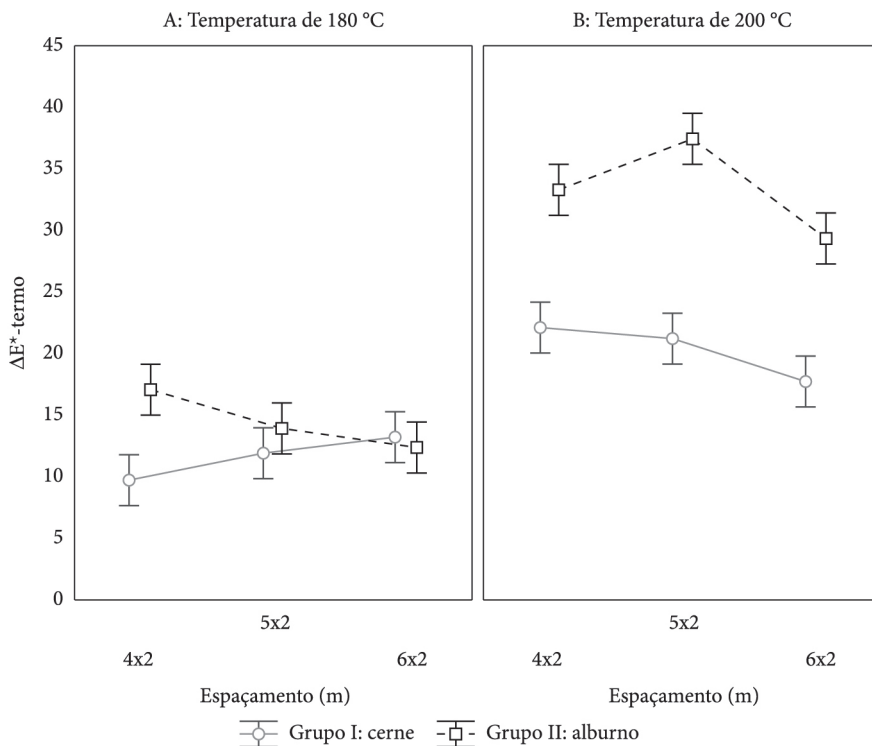 A: Temperatura de 180 °C
B: Temperatura de 200 °C
ΔE*-termo
45
40
35
30
25
20
15
10
5
0
5x2
5x2
4x2
6x2
4x2
6x2
Espaçamento (m)
Espaçamento (m)
Grupo I: cerne
Grupo II: alburno